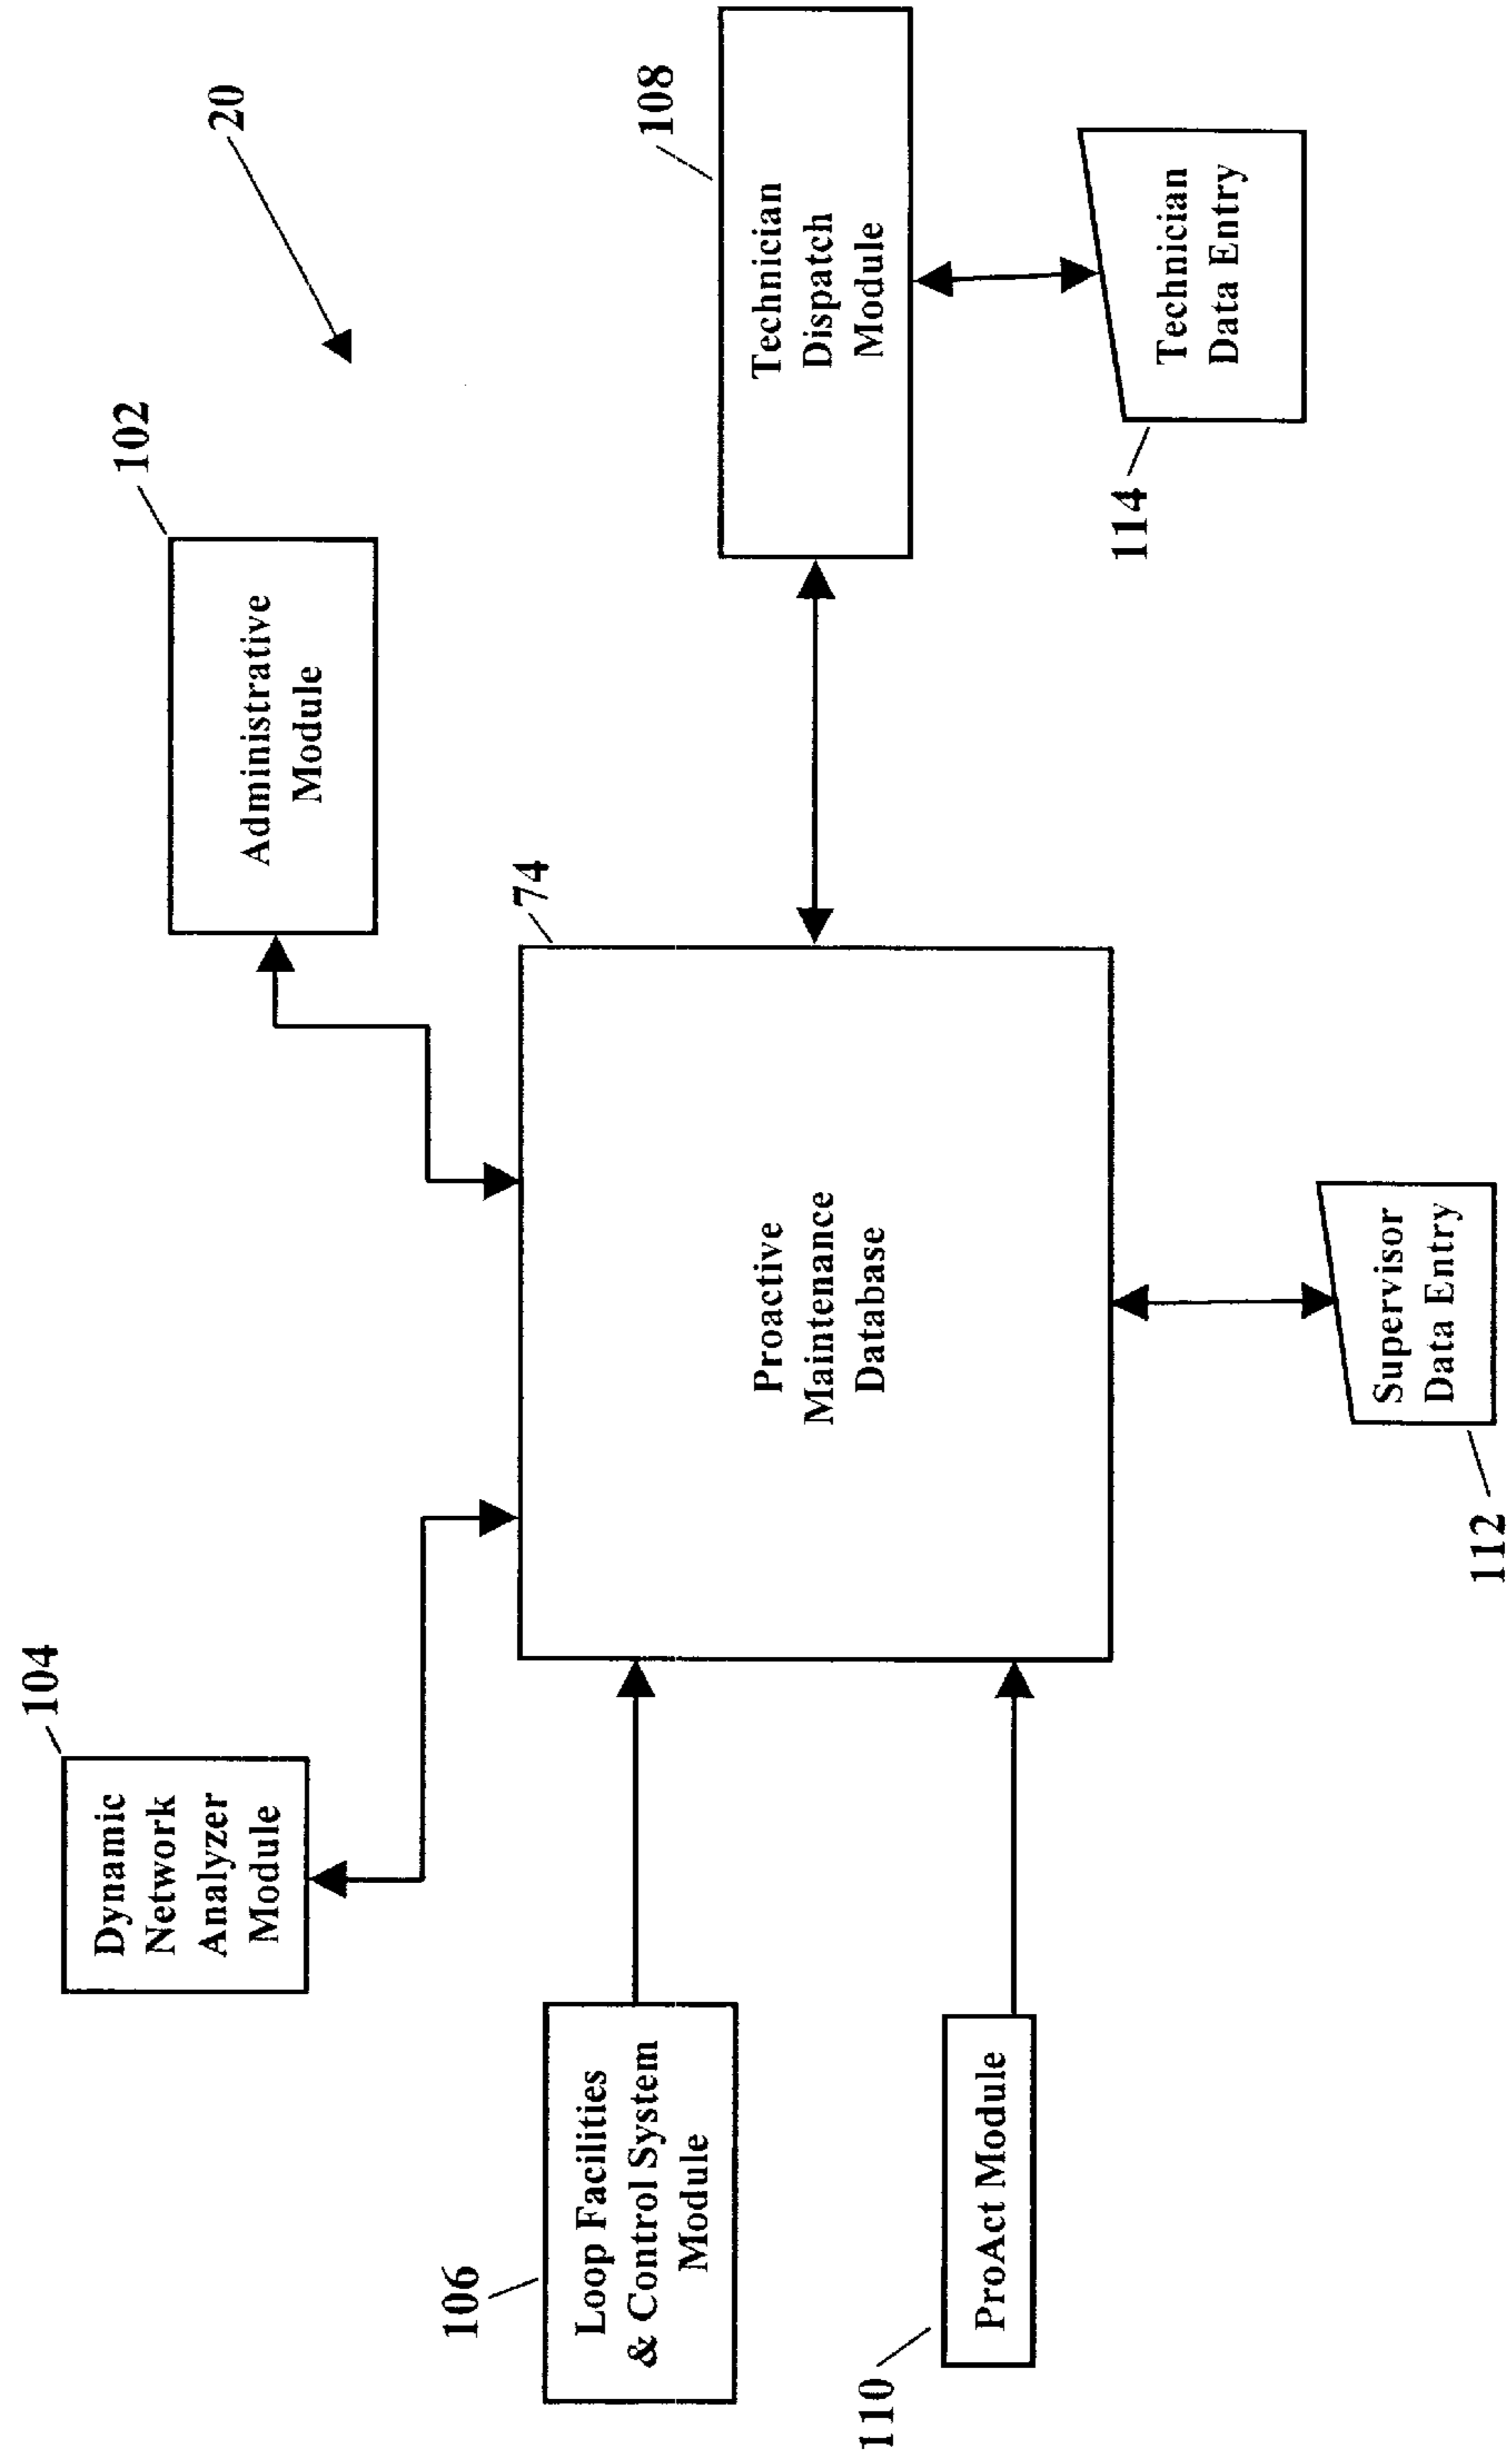 20
102
Administrative
Module
104
Dynamic
Network
Analyzer
Module
74
Proactive
Maintenance
Database
108
Technician
Dispatch
Module
106
Loop Facilities
& Control System
Module
110
ProAct Module
114
Technician
Data Entry
112
Supervisor
Data Entry